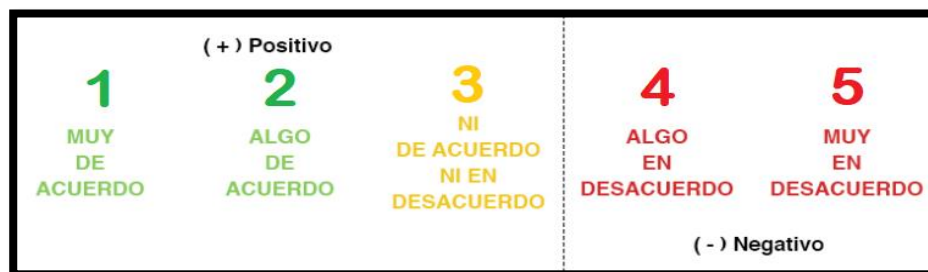 ( + ) Positivo
1
MUY
DE
ACUERDO
2
ALGO
DE
ACUERDO
3
NI
DE ACUERDO
NI EN
DESACUERDO
4
ALGO
EN
DESACUERDO
5
MUY
EN
DESACUERDO
( - ) Negativo